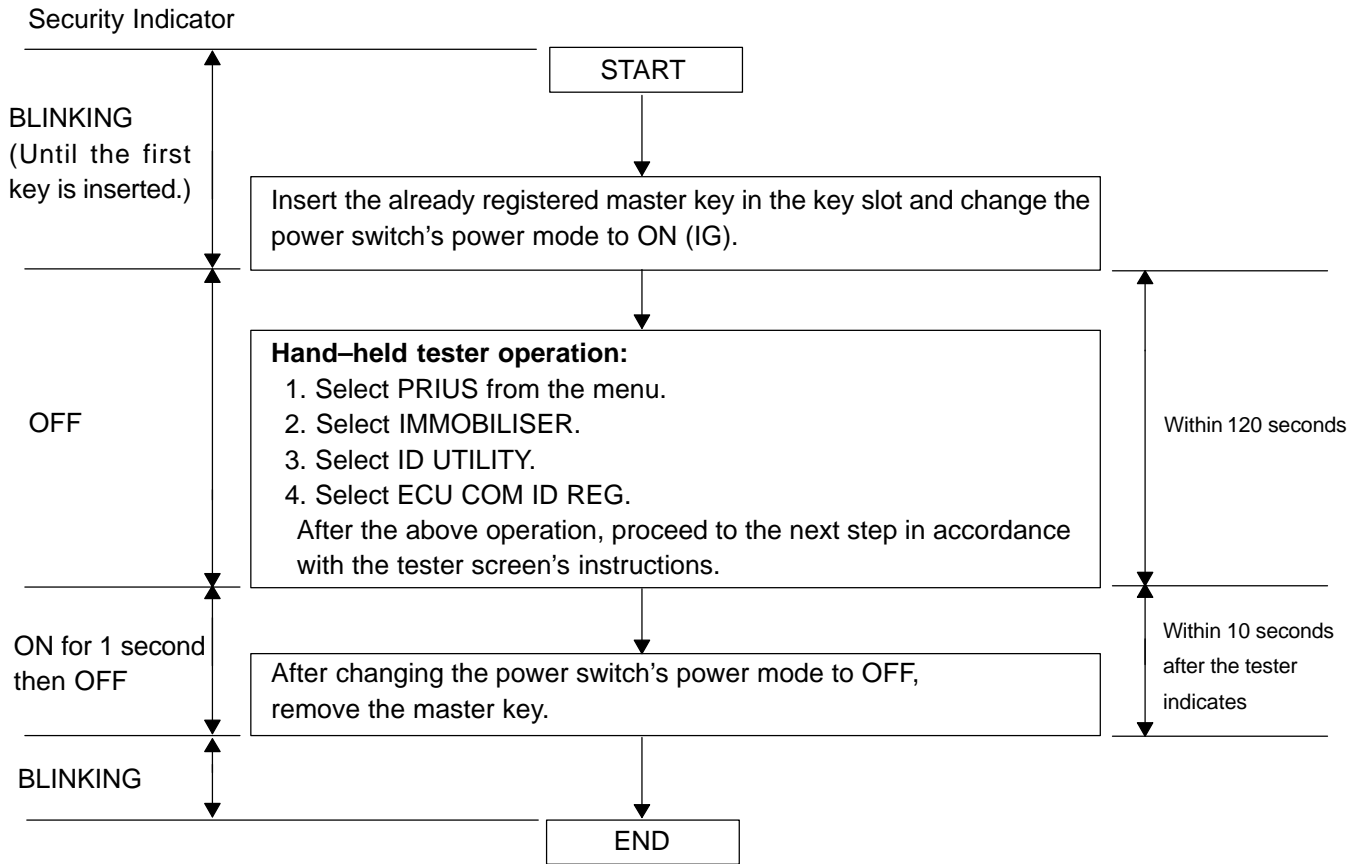 Security Indicator
START
BLINKING
(Until the first
key is inserted.)
Insert the already registered master key in the key slot and change the
power switch's power mode to ON (IG).
Hand–held tester operation:
1. Select PRIUS from the menu.
2. Select IMMOBILISER.
3. Select ID UTILITY.
4. Select ECU COM ID REG.
After the above operation, proceed to the next step in accordance
with the tester screen's instructions.
OFF
Within 120 seconds
ON for 1 second
then OFF
After changing the power switch's power mode to OFF,
remove the master key.
Within 10 seconds
after the tester
indicates
BLINKING
END